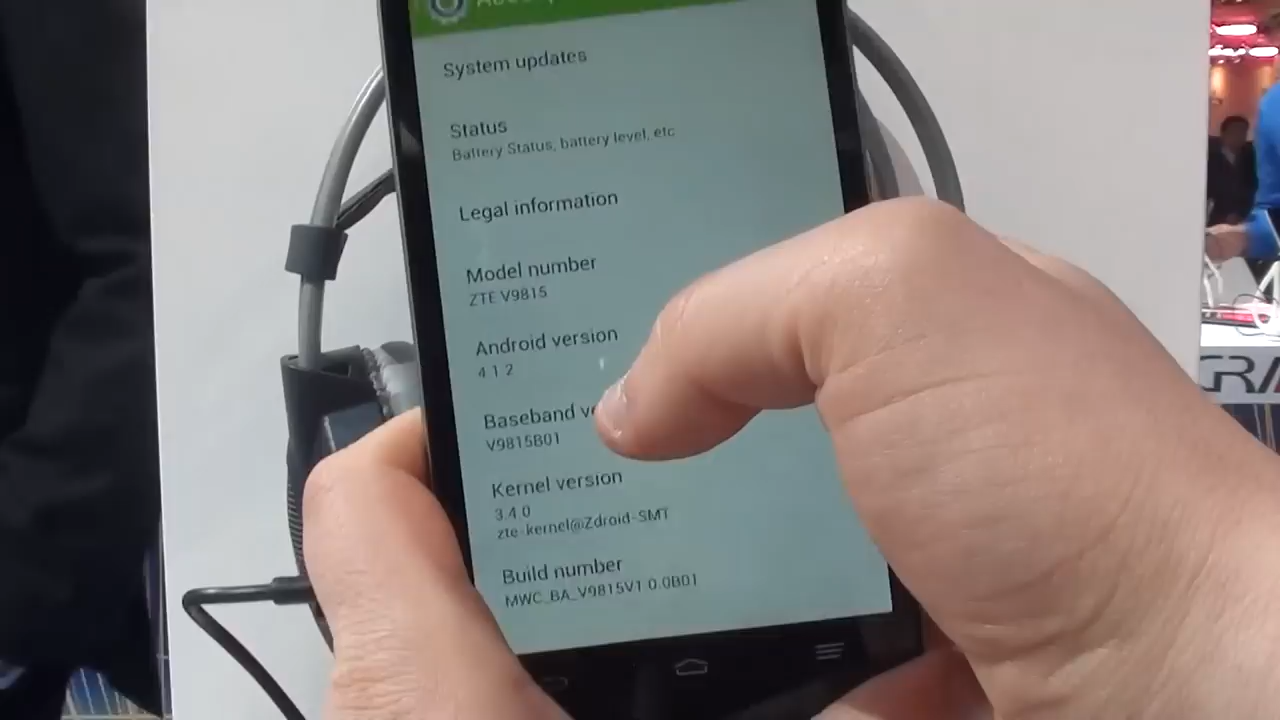 System updates
Status
Battery Status, battery level, etc
Legal information
Model number
ZTE V9815
Android version
4.1.2
Baseband ve
V9815B01
Kernel version
3.4.0
zte-kernel@Zdroid-SMT
Build number
MWC_BA_V9815V1.0.0B01